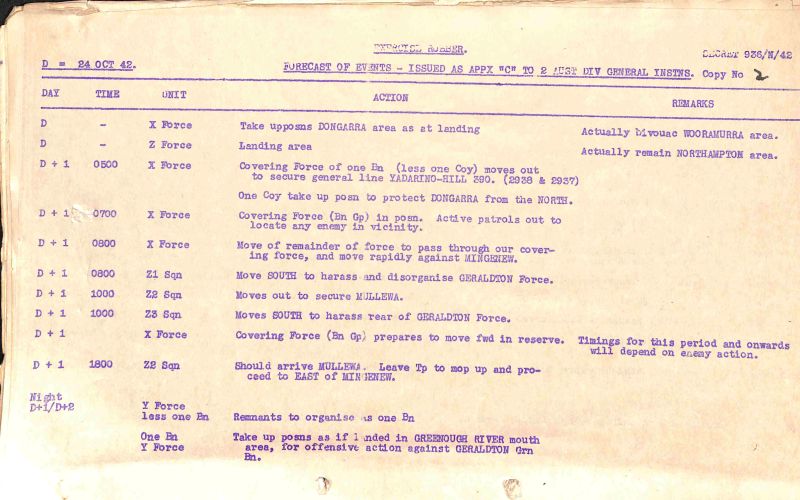 EXERCISE RUBBER.
SECRET 936/N/42
D = 24 OCT 42.
FORECAST OF EVENTS - ISSUED AS APPX "C" TO 2 AUST DIV GENERAL INSTNS. Copy No 2
DAY TIME UNIT ACTION REMARKS
D - X Force Take upposns DONGARRA area as at landing Actually bivouac WOORAMURRA area.
D - Z Force Landing area Actually remain NORTHAMPTON area.
D + 1 0500 X Force Covering Force of one Bn (less one Coy) moves out
to secure general line YADARINO-HILL 390. (2938 & 2937)
One Coy take up posn to protect DONGARRA from the NORTH.
D + 1 0700 X Force Covering Force (Bn Gp) in posn. Active patrols out to
locate any enemy in vicinity.
D + 1 0800 X Force Move of remainder of force to pass through our cover-
ing force, and move rapidly against MINGENEW.
D + 1 0800 Z1 Sqn Move SOUTH to harass and disorganise GERALDTON Force.
D + 1 1000 Z2 Sqn Moves out to secure MULLEWA.
D + 1 1000 Z3 Sqn Moves SOUTH to harass rear of GERALDTON Force.
D + 1 X Force Covering Force (Bn Gp) prepares to move fwd in reserve. Timings for this period and onwards
will depend on enemy action.
D + 1 1800 Z2 Sqn Should arrive MULLEWA. Leave Tp to mop up and pro-
ceed to EAST of MINGENEW.
Night
D+1/D+2 Y Force
less one Bn Remnants to organise as one Bn
One Bn Take up posns as if landed in GREENOUGH RIVER mouth
Y Force area, for offensive action against GERALDTON Grn
Bn.